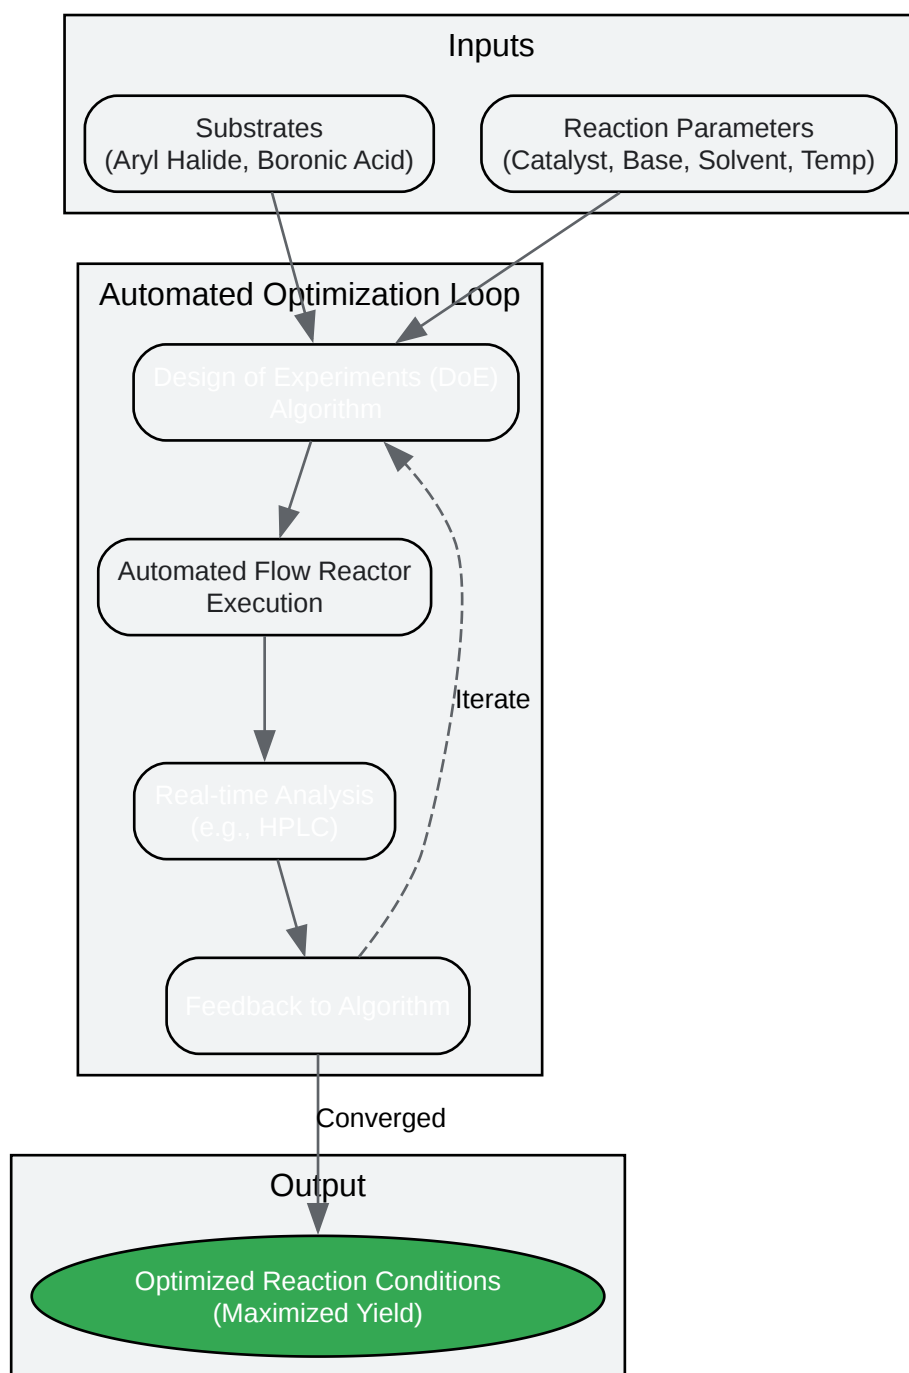 Inputs
Substrates
(Aryl Halide, Boronic Acid)
Reaction Parameters
(Catalyst, Base, Solvent, Temp)
Automated Optimization Loop
Design of Experiments (DoE)
Algorithm
Automated Flow Reactor
Execution
Iterate
Real-time Analysis
(e.g., HPLC)
Feedback to Algorithm
Converged
Output
Optimized Reaction Conditions
(Maximized Yield)